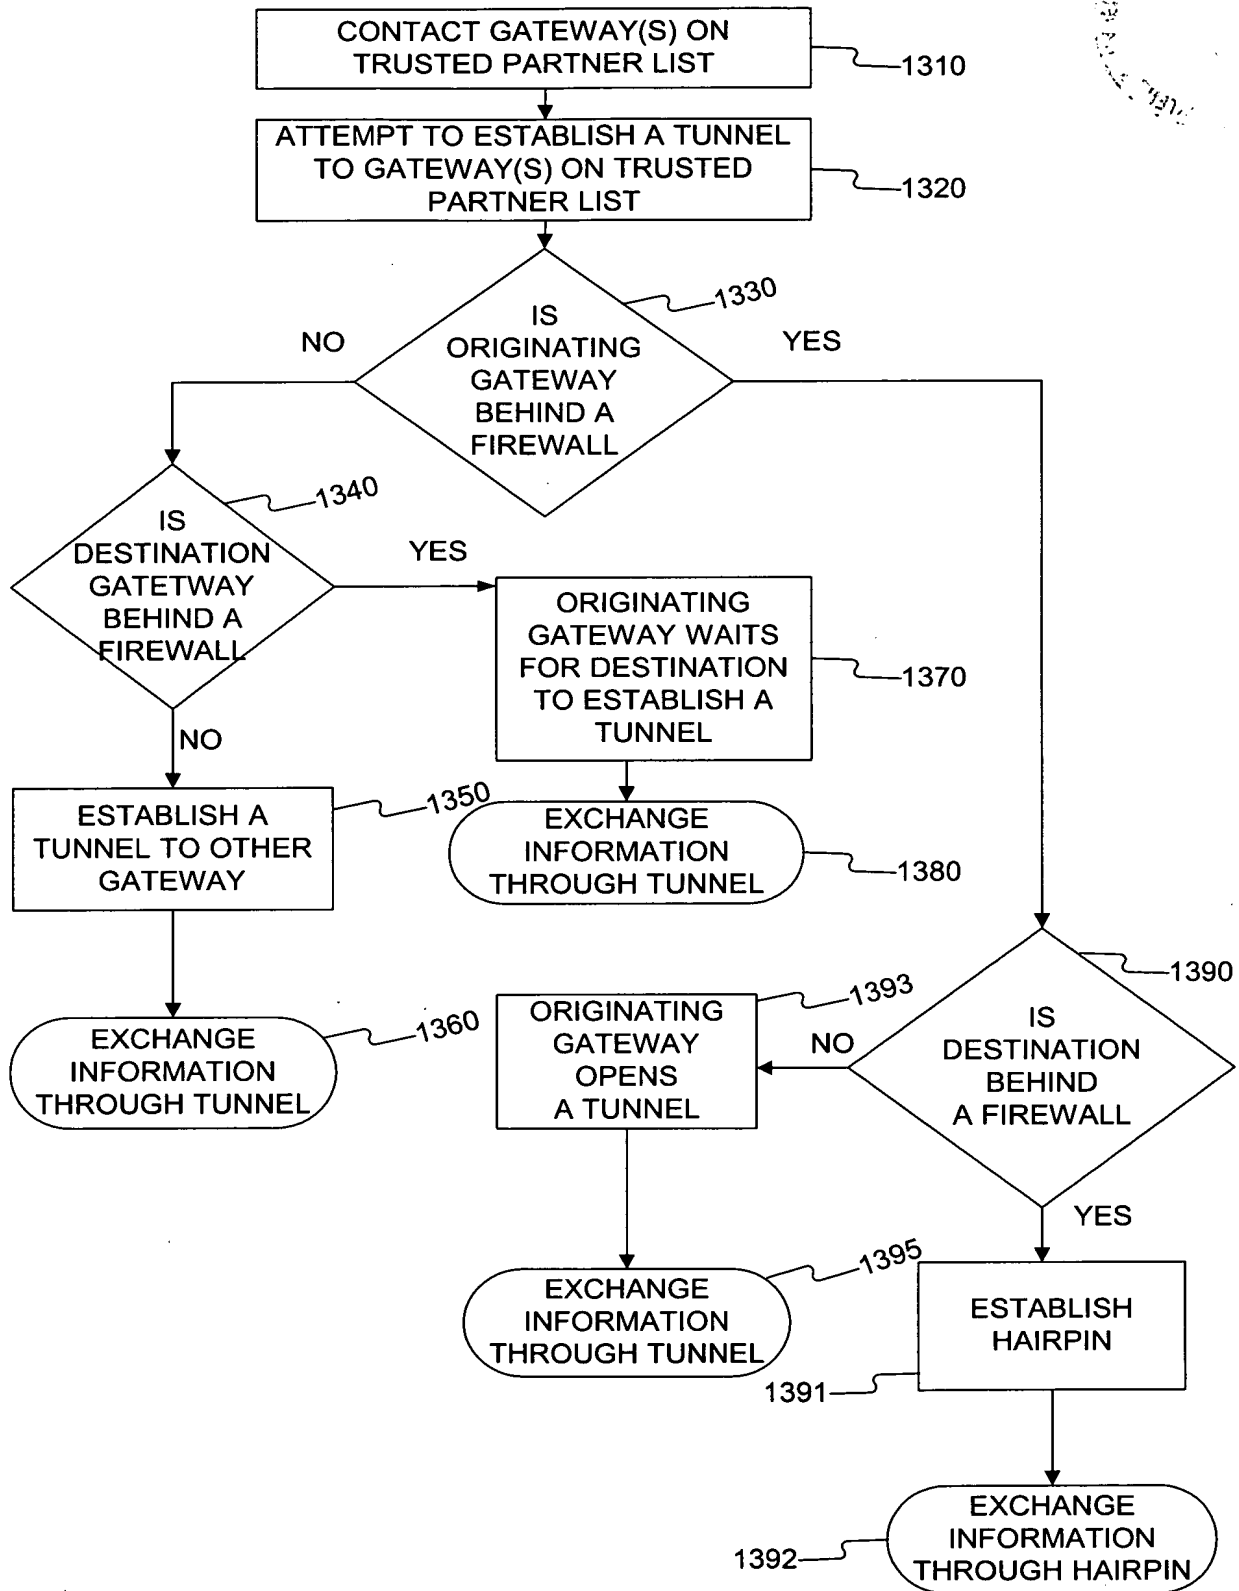 CONTACT GATEWAY(S) ON
TRUSTED PARTNER LIST
1310
ATTEMPT TO ESTABLISH A TUNNEL
TO GATEWAY(S) ON TRUSTED
PARTNER LIST
1320
IS
ORIGINATING
GATEWAY
BEHIND A
FIREWALL
1330
NO
YES
IS
DESTINATION
GATETWAY
BEHIND A
FIREWALL
1340
YES
NO
ORIGINATING
GATEWAY WAITS
FOR DESTINATION
TO ESTABLISH A
TUNNEL
1370
ESTABLISH A
TUNNEL TO OTHER
GATEWAY
1350
EXCHANGE
INFORMATION
THROUGH TUNNEL
1380
EXCHANGE
INFORMATION
THROUGH TUNNEL
1360
ORIGINATING
GATEWAY
OPENS
A TUNNEL
1393
NO
IS
DESTINATION
BEHIND
A FIREWALL
1390
YES
EXCHANGE
INFORMATION
THROUGH TUNNEL
1395
ESTABLISH
HAIRPIN
1391
EXCHANGE
INFORMATION
THROUGH HAIRPIN
1392